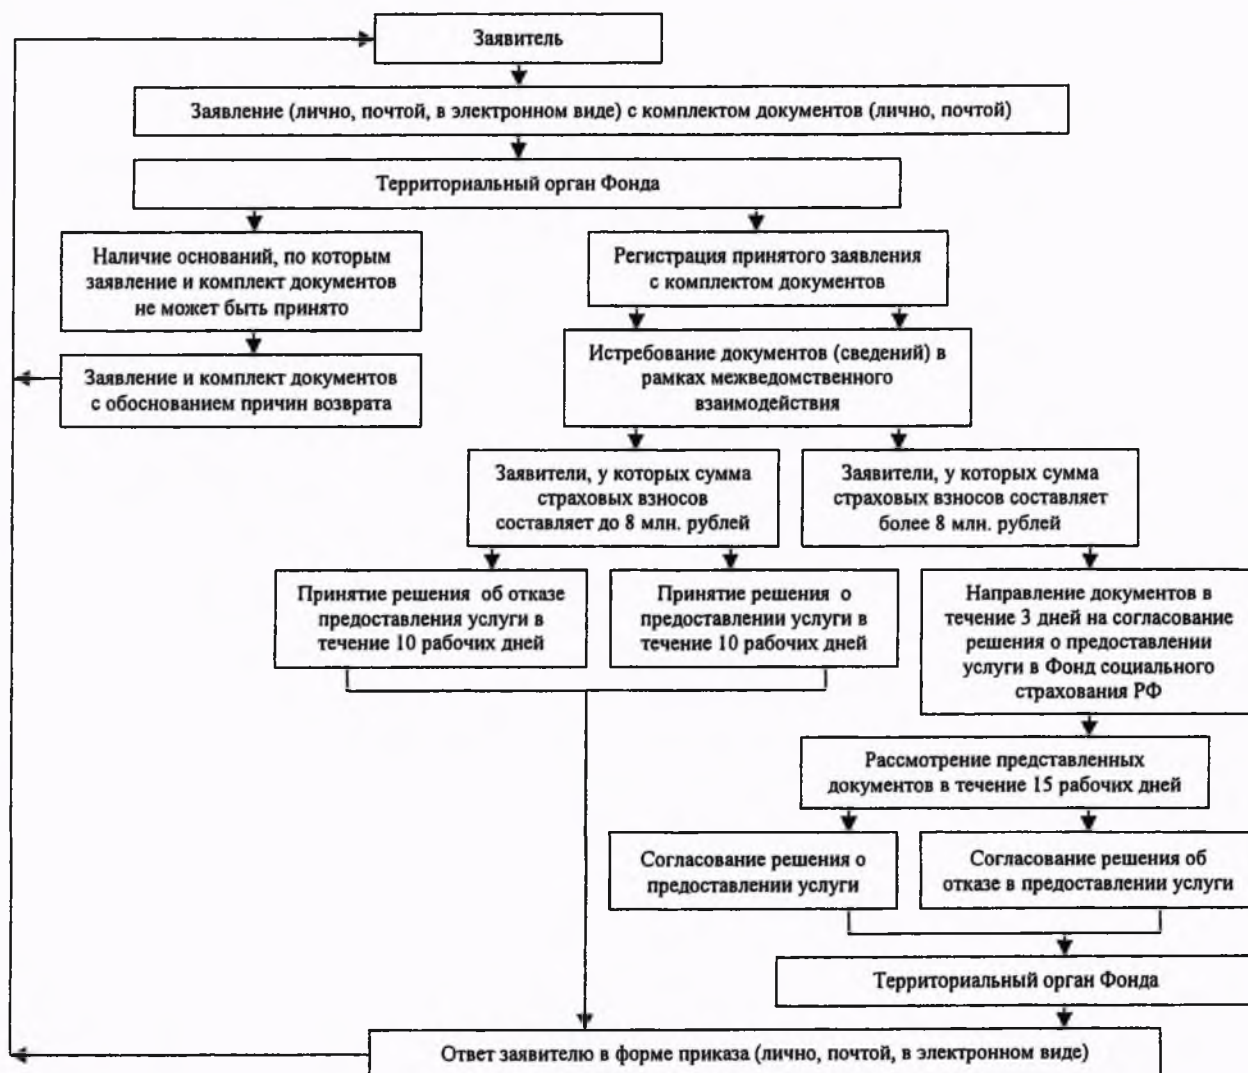 Заявитель
Заявление (лично, почтой, в электронном виде) с комплектом документов (лично, почтой)
Территориальный орган Фонда
Наличие оснований, по которым
заявление и комплект документов
не может быть принято
Регистрация принятого заявления
с комплектом документов
Заявление и комплект документов
с обоснованием причин возврата
Истребование документов (сведений) в
рамках межведомственного
взаимодействия
Заявители, у которых сумма
страховых взносов
составляет до 8 млн. рублей
Заявители, у которых сумма
страховых взносов составляет
более 8 млн. рублей
Принятие решения об отказе
предоставления услуги в
течение 10 рабочих дней
Принятие решения о
предоставлении услуги в
течение 10 рабочих дней
Направление документов в
течение 3 дней на согласование
решения о предоставлении
услуги в Фонд социального
страхования РФ
Рассмотрение представленных
документов в течение 15 рабочих дней
Согласование решения о
предоставлении услуги
Согласование решения об
отказе в предоставлении услуги
Территориальный орган Фонда
Ответ заявителю в форме приказа (лично, почтой, в электронном виде)